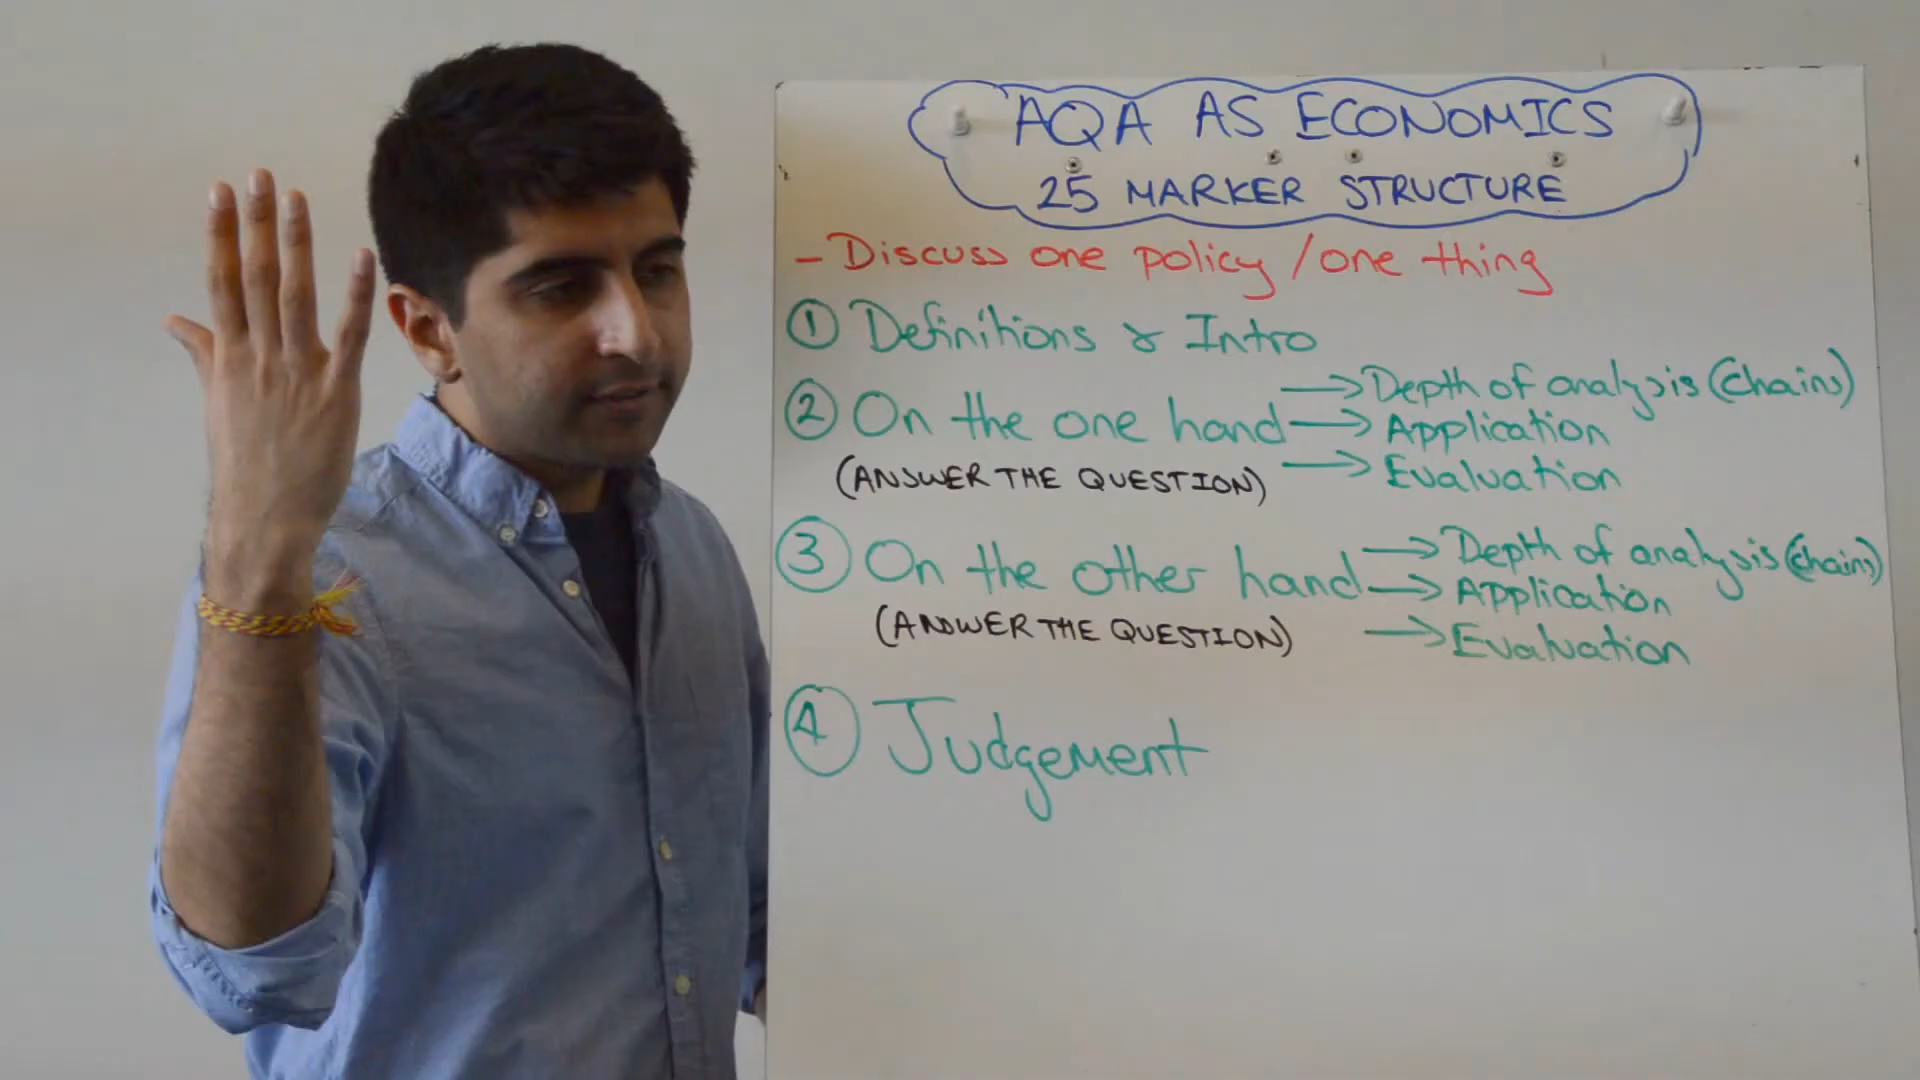 AQA AS ECONOMICS
25 MARKER STRUCTURE
- Discuss one policy / one thing
① Definitions & Intro
② On the one hand → Depth of analysis (chains)
→ Application
(ANSWER THE QUESTION) → Evaluation
③ On the other hand → Depth of analysis (chains)
→ Application
(ANSWER THE QUESTION) → Evaluation
④ Judgement